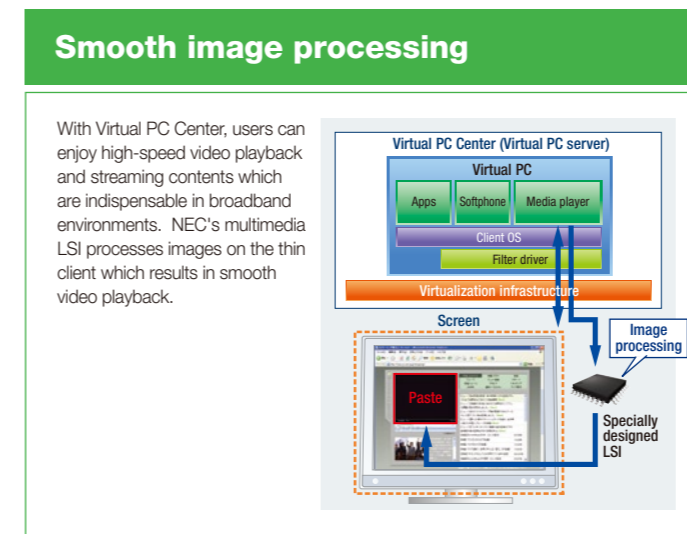 Smooth image processing
With Virtual PC Center, users can
enjoy high-speed video playback
and streaming contents which
are indispensable in broadband
environments.  NEC's multimedia
LSI processes images on the thin
client which results in smooth
video playback.
Virtual PC Center (Virtual PC server)
Virtual PC
Apps
Softphone
Media player
Client OS
Filter driver
Virtualization infrastructure
Screen
Image
processing
Paste
Specially
designed
LSI